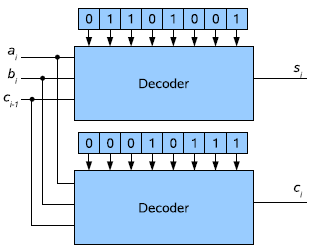 0 1 1 0 1 0 0 1
a_i
b_i
c_{i-1}
Decoder
s_i
0 0 0 1 0 1 1 1
Decoder
c_i